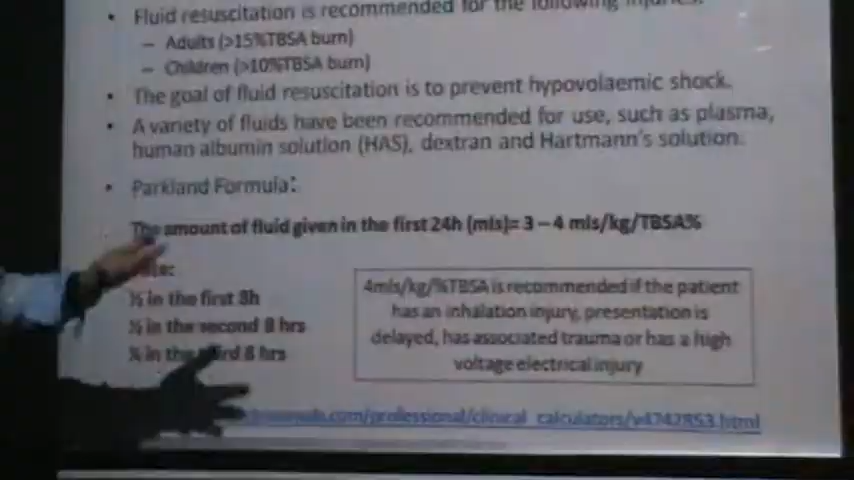 Fluid resuscitation is recommended for the following injuries:
– Adults (>15%TBSA burn)
– Children (>10%TBSA burn)
• The goal of fluid resuscitation is to prevent hypovolaemic shock.
• A variety of fluids have been recommended for use, such as plasma,
human albumin solution (HAS), dextran and Hartmann's solution.
• Parkland Formula:
The amount of fluid given in the first 24h (mls)= 3 – 4 mls/kg/TBSA%
½ in the first 8h
in the second 8 hrs
in the third 8 hrs
4mls/kg/%TBSA is recommended if the patient
has an inhalation injury, presentation is
delayed, has associated trauma or has a high
voltage electrical injury
.com/professional/clinical_calculators/